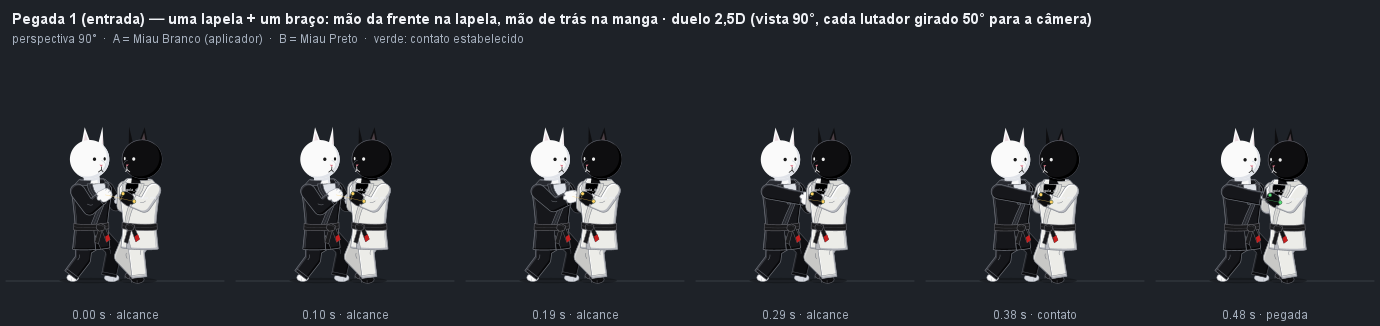 Pegada 1 (entrada) — uma lapela + um braço: mão da frente na lapela, mão de trás na manga · duelo 2,5D (vista 90°, cada lutador girado 50° para a câmera)
perspectiva 90° · A = Miau Branco (aplicador) · B = Miau Preto · verde: contato estabelecido
0.00 s · alcance
0.10 s · alcance
0.19 s · alcance
0.29 s · alcance
0.38 s · contato
0.48 s · pegada